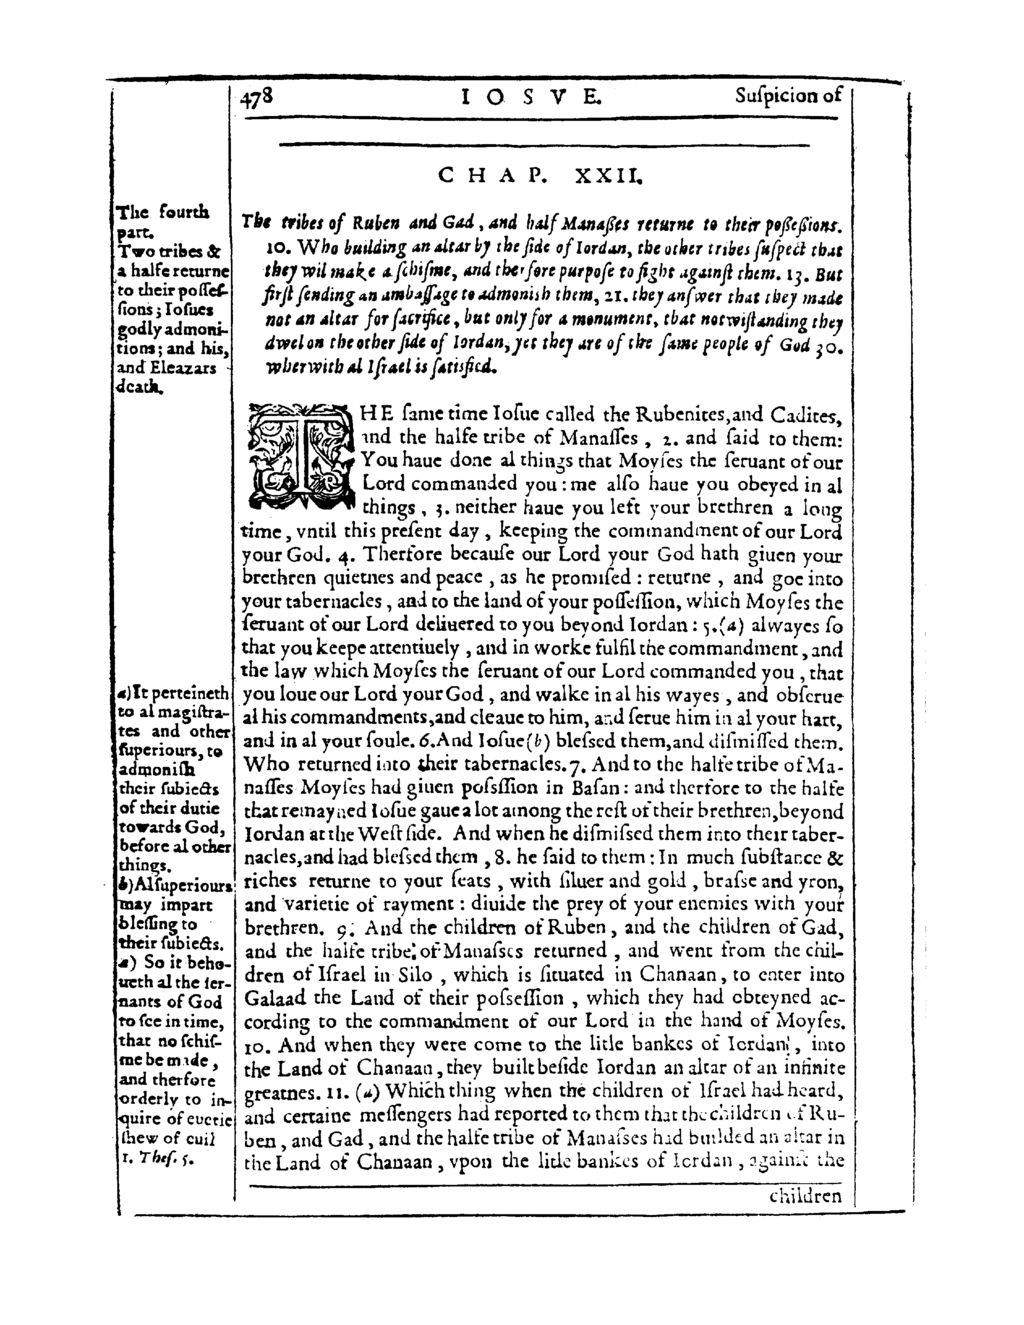 478 I O S V E. Suſpicion of
C H A P. XXII.
The fourth
part.
Two tribes &
a halfe returne
to their poſſeſ-
ſions; Ioſues
godly admoni-
tions; and his,
and Eleazars
death.
The tribes of Ruben and Gad, and half Manaſſes returne to their poſſeſsions.
10. Who building an altar by the ſide of Iordan, the other tribes ſuſpect that
they wil make a ſchiſme, and therfore purpoſe to fight againſt them. 13. But
firſt ſending an ambaſſage to admonish them, 21. they anſwer that they made
not an altar for ſacrifice, but only for a monument, that notwiſtanding they
dwel on the other ſide of Iordan, yet they are of the ſame people of God 30.
wherwith al Iſrael is ſatisfied.
THE ſame time Ioſue called the Rubenites, and Cadites,
and the halfe tribe of Manaſſes, 2. and ſaid to them:
You haue done al things that Moyſes the ſeruant of our
Lord commanded you: me alſo haue you obeyed in al
things, 3. neither haue you left your brethren a long
time, vntil this preſent day, keeping the commandment of our Lord
your God. 4. Therfore becauſe our Lord your God hath giuen your
brethren quietnes and peace, as he promiſed: returne, and goe into
your tabernacles, and to the land of your poſſeſſion, which Moyſes the
ſeruant of our Lord deliuered to you beyond Iordan: 5. (a) alwayes ſo
that you keepe attentiuely, and in worke fulfil the commandment, and
the law which Moyſes the ſeruant of our Lord commanded you, that
you loue our Lord your God, and walke in al his wayes, and obſerue
al his commandments, and cleaue to him, and ſerue him in al your hart,
and in al your ſoule. 6. And Ioſue (b) bleſsed them, and diſmiſſed them.
Who returned into their tabernacles. 7. And to the halfe tribe of Ma-
naſſes Moyſes had giuen poſsſſion in Baſan: and therfore to the halfe
that remayned Ioſue gaue a lot among the reſt of their brethren, beyond
Iordan at the Weſt ſide. And when he diſmiſsed them into their taber-
nacles, and had bleſsed them, 8. he ſaid to them: In much ſubſtance &
riches returne to your ſeats, with ſiluer and gold, braſse and yron,
and varietie of rayment: diuide the prey of your enemies with your
brethren. 9. And the children of Ruben, and the children of Gad,
and the halfe tribe of Manaſses returned, and went from the chil-
dren of Iſrael in Silo, which is ſituated in Chanaan, to enter into
Galaad the Land of their poſseſſion, which they had obteyned ac-
cording to the commandment of our Lord in the hand of Moyſes.
10. And when they were come to the litle bankes of Iordan, into
the Land of Chanaan, they built beſide Iordan an altar of an infinite
greatnes. 11. (a) Which thing when the children of Iſrael had heard,
and certaine meſſengers had reported to them that the children of Ru-
ben, and Gad, and the halfe tribe of Manaſses had builded an altar in
the Land of Chanaan, vpon the litle bankes of Iordan, againſt the
a) It perteineth
to al magiſtra-
tes and other
ſuperiours, to
admoniſh
their ſubiects
of their dutie
towards God,
before al other
things.
b) Al ſuperiours
may impart
bleſſing to
their ſubiects.
a) So it beho-
ueth al the ſer-
nants of God
to ſee in time,
that no ſchiſ-
me be made,
and therfore
orderly to in-
quire of euerie
ſhew of euil
1. Theſ. 5.
children